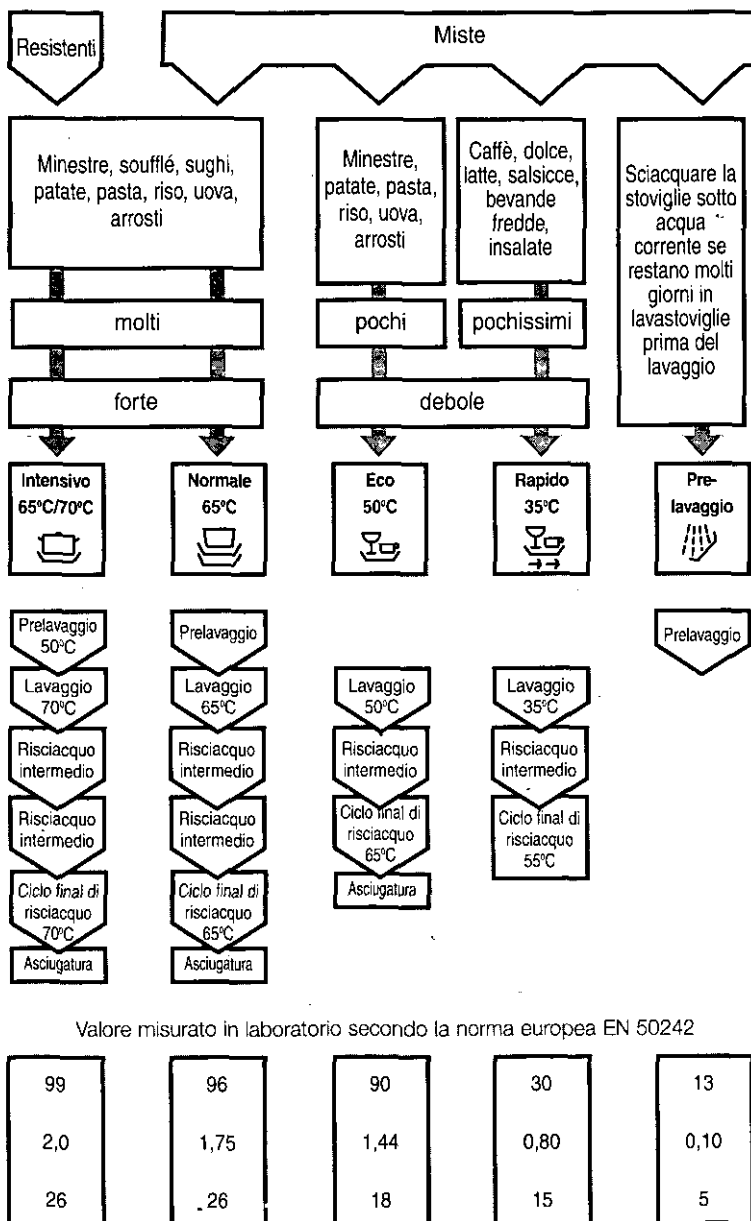 Resistenti
Miste
Minestre, soufflé, sughi,
patate, pasta, riso, uova,
arrosti
Minestre,
patate, pasta,
riso, uova,
arrosti
Caffè, dolce,
latte, salsicce,
bevande
fredde,
insalate
Sciacquare la
stoviglie sotto
acqua
corrente se
restano molti
giorni in
lavastoviglie
prima del
lavaggio
molti
pochi
pochissimi
forte
debole
Intensivo
65°C/70°C
Normale
65°C
Eco
50°C
Rapido
35°C
Pre-
lavaggio
Prelavaggio
50°C
Lavaggio
70°C
Risciacquo
intermedio
Risciacquo
intermedio
Ciclo final di
risciacquo
70°C
Asciugatura
Prelavaggio
Lavaggio
65°C
Risciacquo
intermedio
Risciacquo
intermedio
Ciclo final di
risciacquo
65°C
Asciugatura
Lavaggio
50°C
Risciacquo
intermedio
Ciclo final di
risciacquo
65°C
Asciugatura
Lavaggio
35°C
Risciacquo
intermedio
Ciclo final di
risciacquo
55°C
Prelavaggio
Valore misurato in laboratorio secondo la norma europea EN 50242
99 96 90 30 13
2,0 1,75 1,44 0,80 0,10
26 26 18 15 5